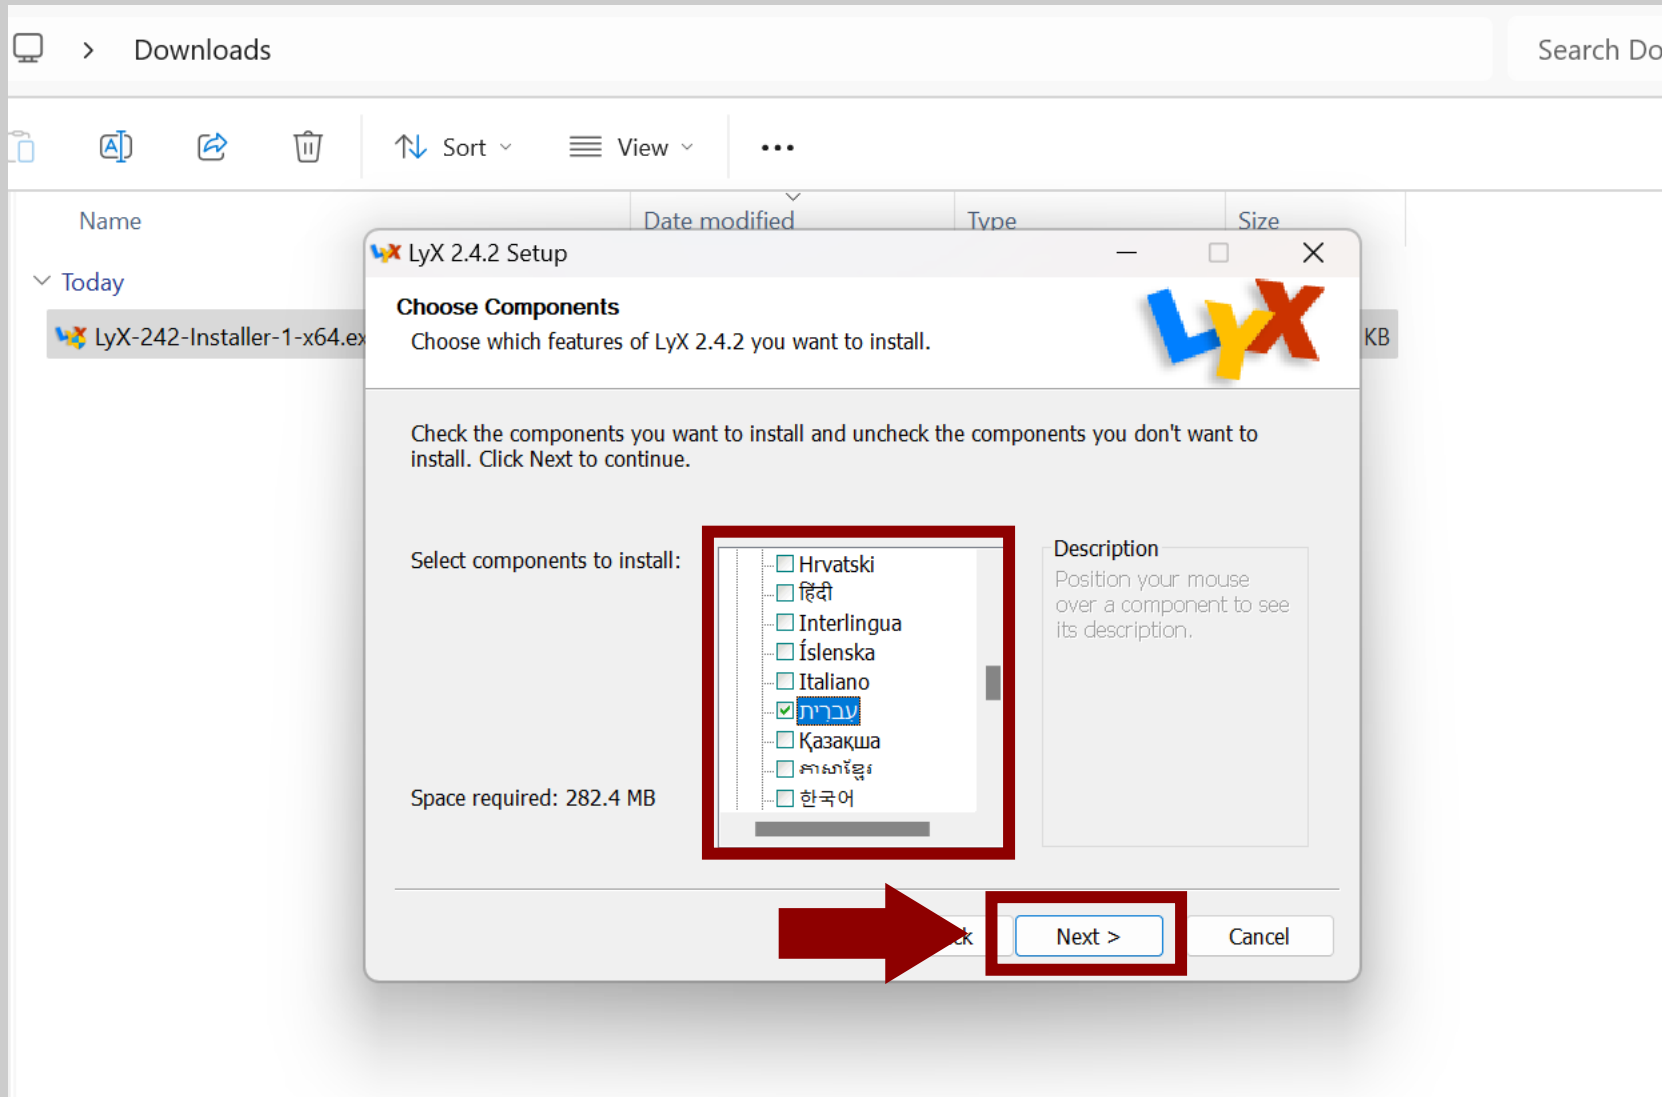 Downloads
Search Do
Sort
View
Name
Date modified
Type
Size
Today
LyX-242-Installer-1-x64.ex
KB
LyX 2.4.2 Setup
Choose Components
Choose which features of LyX 2.4.2 you want to install.
LYX
Check the components you want to install and uncheck the components you don't want to
install. Click Next to continue.
Select components to install:
Hrvatski
हिंदी
Interlingua
Íslenska
Italiano
עִברִית
Қазақша
ភាសាខ្មែរ
한국어
Description
Position your mouse
over a component to see
its description.
Space required: 282.4 MB
ck
Next >
Cancel